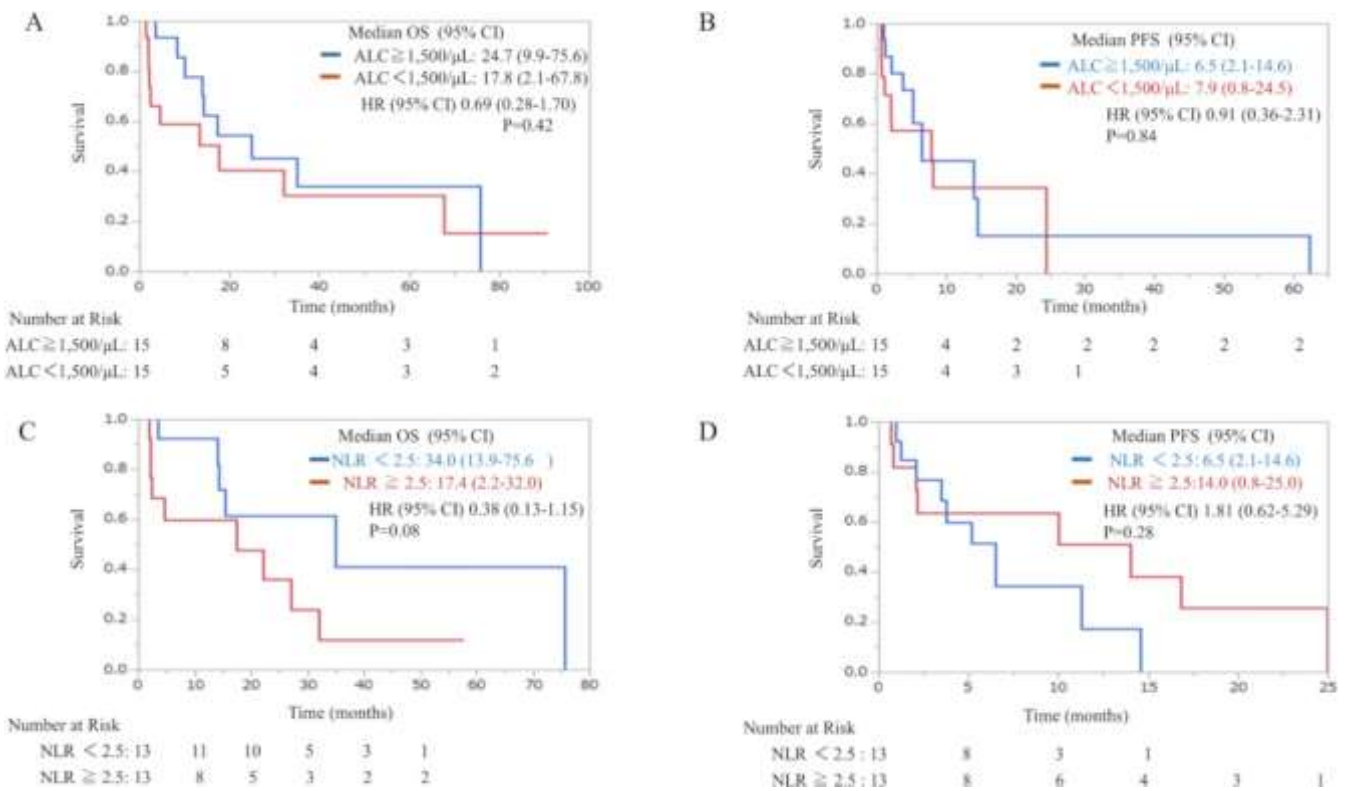 A
Median OS (95% CI)
ALC≧1,500/μL: 24.7 (9.9-75.6)
ALC<1,500/μL: 17.8 (2.1-67.8)
HR (95% CI) 0.69 (0.28-1.70)
P=0.42
Survival
1.0
0.8
0.6
0.4
0.2
0.0
0 20 40 60 80 100
Time (months)
Number at Risk
ALC≧1,500/μL: 15 8 4 3 1
ALC<1,500/μL: 15 5 4 3 2
B
Median PFS (95% CI)
ALC≧1,500/μL: 6.5 (2.1-14.6)
ALC<1,500/μL: 7.9 (0.8-24.5)
HR (95% CI) 0.91 (0.36-2.31)
P=0.84
Survival
1.0
0.8
0.6
0.4
0.2
0.0
0 10 20 30 40 50 60
Time (months)
Number at Risk
ALC≧1,500/μL: 15 4 2 2 2 2 2
ALC<1,500/μL: 15 4 3 1
C
Median OS (95% CI)
NLR < 2.5: 34.0 (13.9-75.6 )
NLR ≧ 2.5: 17.4 (2.2-32.0)
HR (95% CI) 0.38 (0.13-1.15)
P=0.08
Survival
1.0
0.8
0.6
0.4
0.2
0.0
0 10 20 30 40 50 60 70 80
Time (months)
Number at Risk
NLR < 2.5: 13 11 10 5 3 1
NLR ≧ 2.5: 13 8 5 3 2 2
D
Median PFS (95% CI)
NLR < 2.5: 6.5 (2.1-14.6)
NLR ≧ 2.5:14.0 (0.8-25.0)
HR (95% CI) 1.81 (0.62-5.29)
P=0.28
Survival
1.0
0.8
0.6
0.4
0.2
0.0
0 5 10 15 20 25
Time (months)
Number at Risk
NLR < 2.5 : 13 8 3 1
NLR ≧ 2.5 : 13 8 6 4 3 1